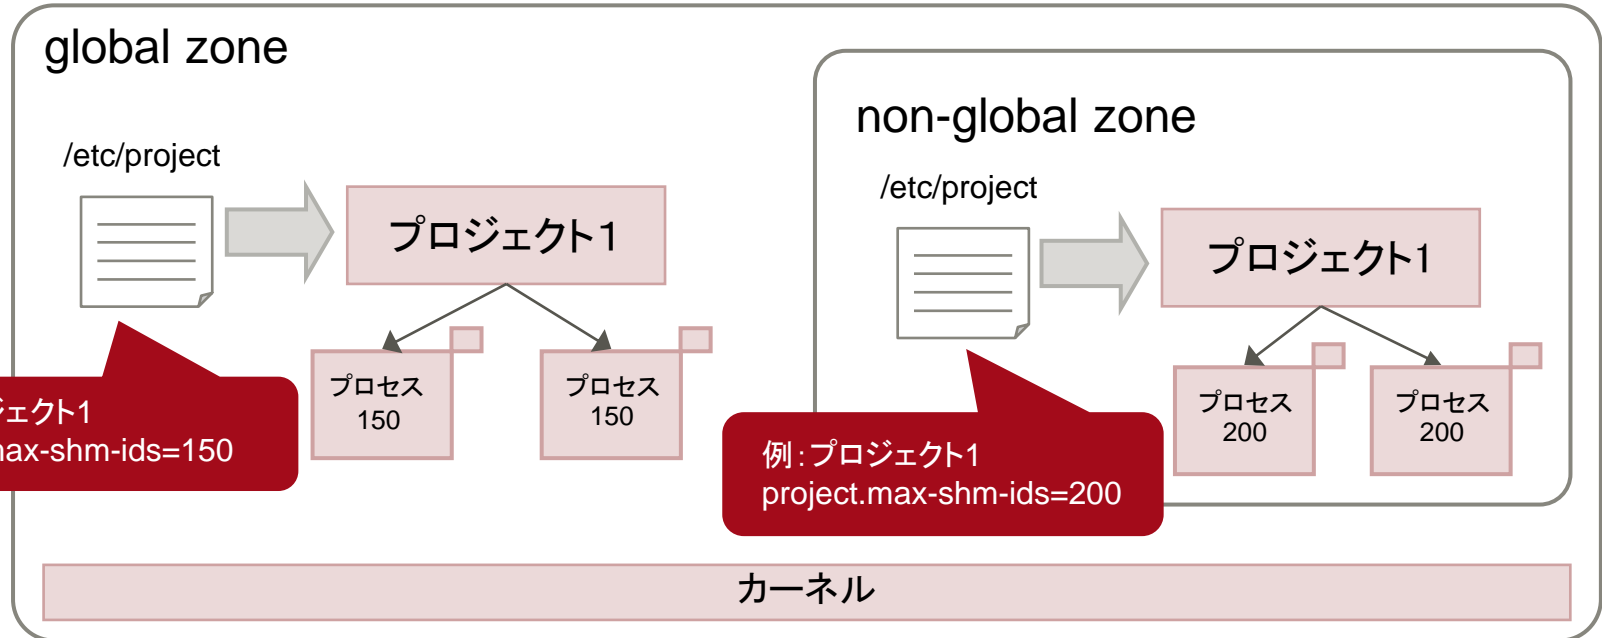 global zone
/etc/project
プロジェクト１
プロセス
150
プロセス
150
ジェクト1
max-shm-ids=150
non-global zone
/etc/project
プロジェクト1
プロセス
200
プロセス
200
例：プロジェクト1
project.max-shm-ids=200
カーネル